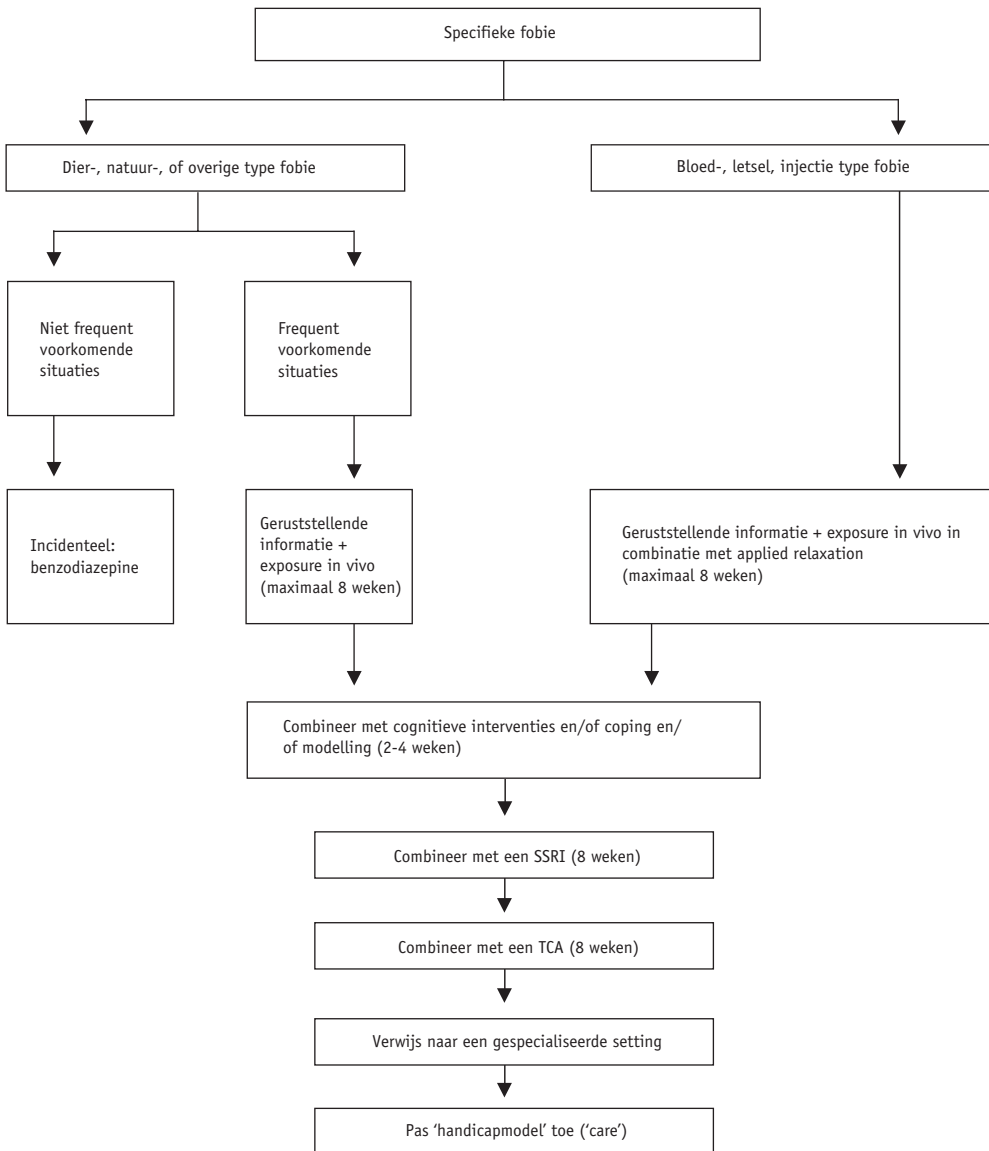 Specifieke fobie
Dier-, natuur-, of overige type fobie
Bloed-, letsel, injectie type fobie
Niet frequent
voorkomende
situaties
Frequent
voorkomende
situaties
Incidenteel:
benzodiazepine
Geruststellende
informatie +
exposure in vivo
(maximaal 8 weken)
Geruststellende informatie + exposure in vivo in
combinatie met applied relaxation
(maximaal 8 weken)
Combineer met cognitieve interventies en/of coping en/
of modelling (2-4 weken)
Combineer met een SSRI (8 weken)
Combineer met een TCA (8 weken)
Verwijs naar een gespecialiseerde setting
Pas ‘handicapmodel’ toe (‘care’)